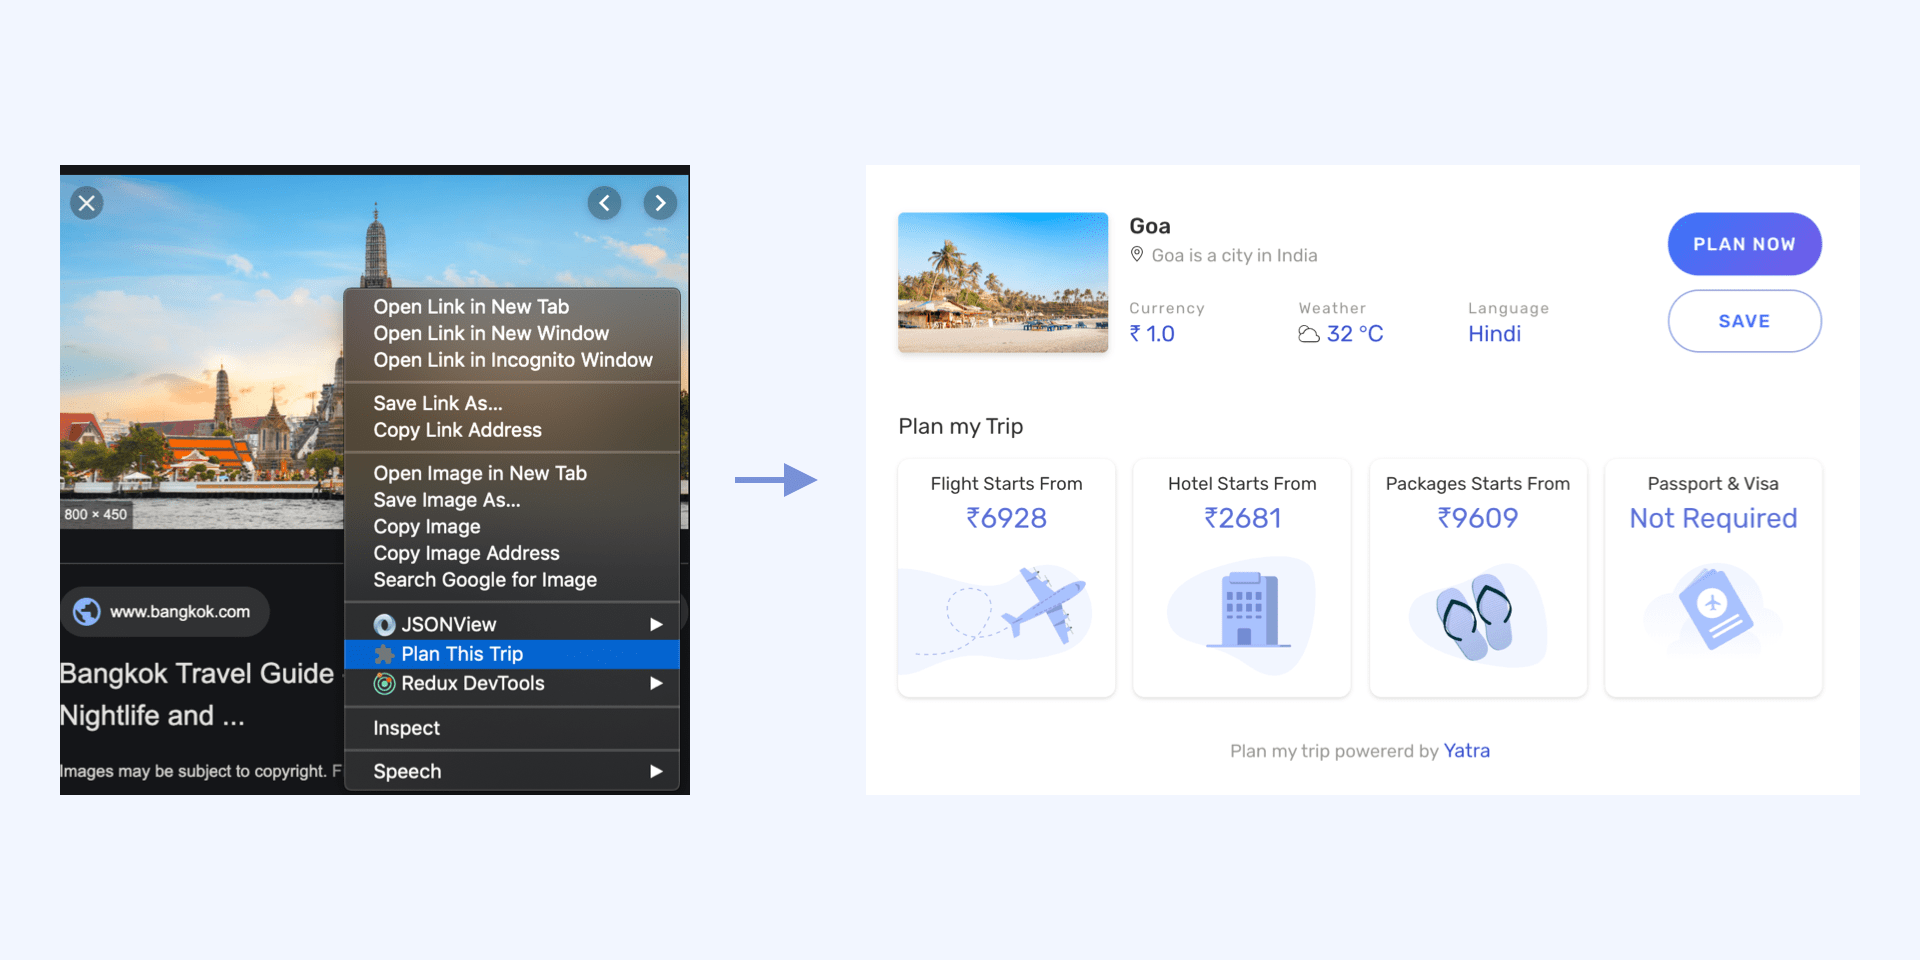 Open Link in New Tab
Open Link in New Window
Open Link in Incognito Window
Save Link As...
Copy Link Address
Open Image in New Tab
Save Image As...
Copy Image
Copy Image Address
Search Google for Image
JSONView
Plan This Trip
Redux DevTools
Inspect
Speech
800 × 450
www.bangkok.com
Bangkok Travel Guide
Nightlife and ...
Images may be subject to copyright.
Goa
Goa is a city in India
Currency
₹ 1.0
Weather
32 °C
Language
Hindi
PLAN NOW
SAVE
Plan my Trip
Flight Starts From
₹6928
Hotel Starts From
₹2681
Packages Starts From
₹9609
Passport & Visa
Not Required
Plan my trip powererd by Yatra